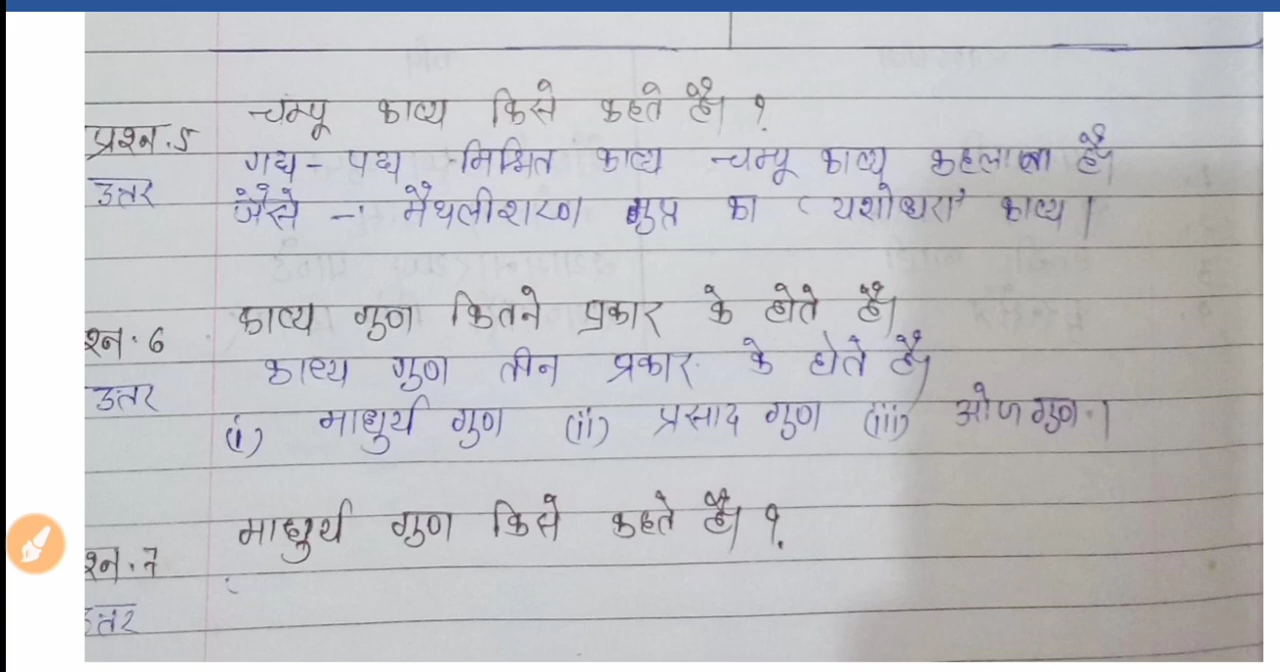 चम्पू काव्य किसे कहते हैं। ?
प्रश्न.5
गद्य - पद्य मिश्रित काव्य चम्पू काव्य कहलाता है।
उत्तर
जैसे -: मैथलीशरण गुप्त का 'यशोधरा' काव्य।
काव्य गुण कितने प्रकार के होते हैं।
श्न. 6
काव्य गुण तीन प्रकार के होते हैं।
उत्तर
(i) माधुर्य गुण (ii) प्रसाद गुण (iii) ओज गुण।
माधुर्य गुण किसे कहते हैं। ?
श्न. 7
उत्तर